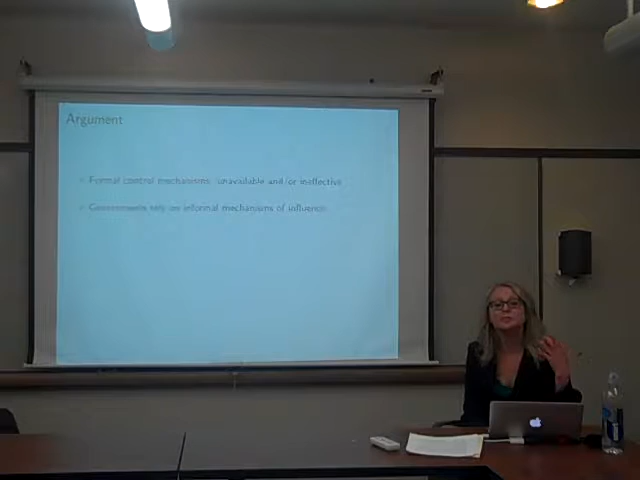 Argument
Formal control mechanisms unavailable and/or ineffective
Governments rely on informal mechanisms of influence